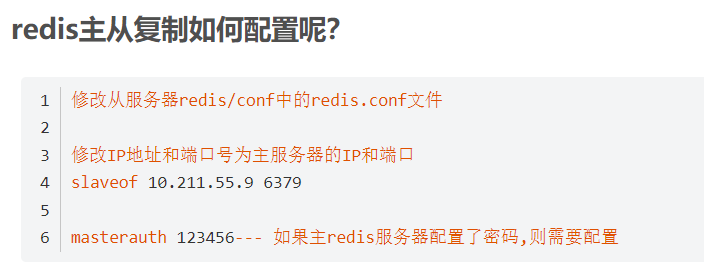 redis主从复制如何配置呢?
1 修改从服务器redis/conf中的redis.conf文件
2
3 修改IP地址和端口号为主服务器的IP和端口
4 slaveof 10.211.55.9 6379
5
6 masterauth 123456--- 如果主redis服务器配置了密码,则需要配置